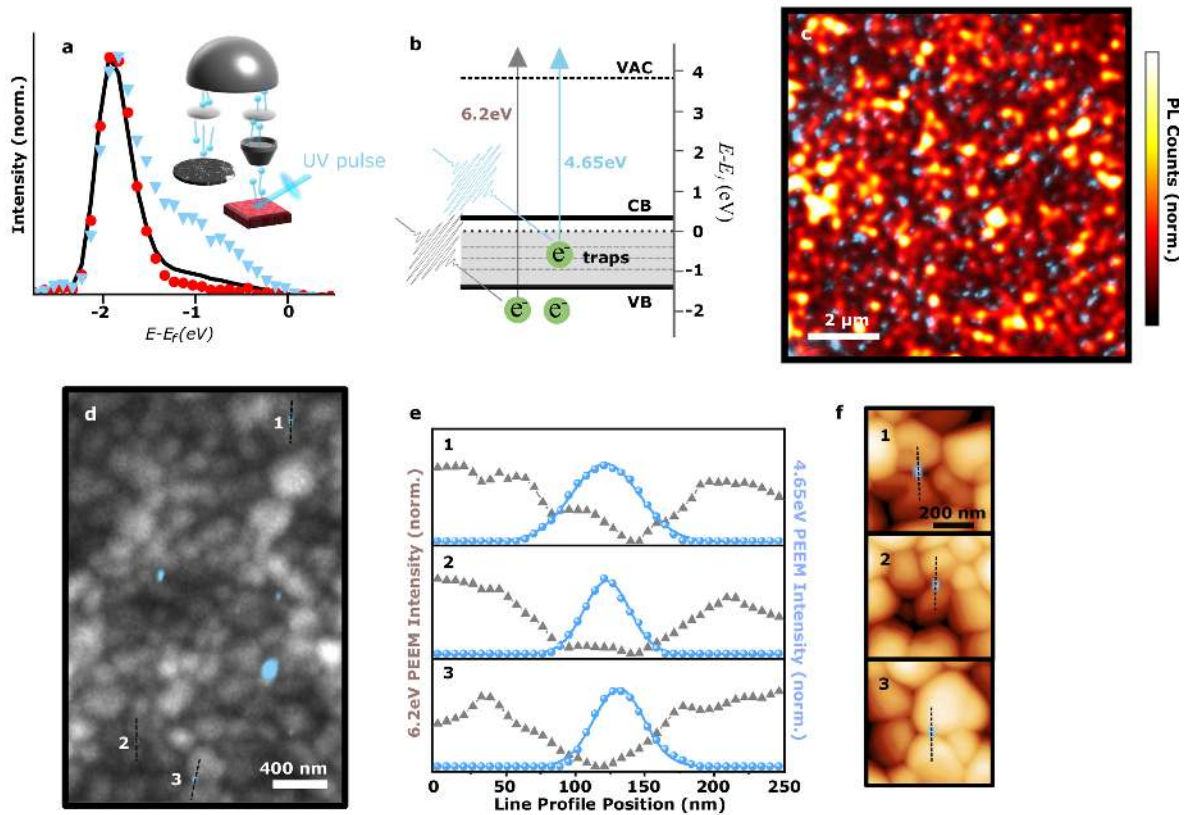 a
Intensity (norm.)
UV pulse
-2
-1
0
E-Ef(eV)
b
VAC
6.2eV
4.65eV
CB
traps
VB
e-
e-
e-
4
3
2
1
0
-1
-2
E-Ef (eV)
c
2 μm
PL Counts (norm.)
d
1
2
3
400 nm
e
1
2
3
6.2eV PEEM Intensity (norm.)
4.65eV PEEM Intensity (norm.)
0
25
50
75
100
125
150
200
250
Line Profile Position (nm)
f
1
200 nm
2
3